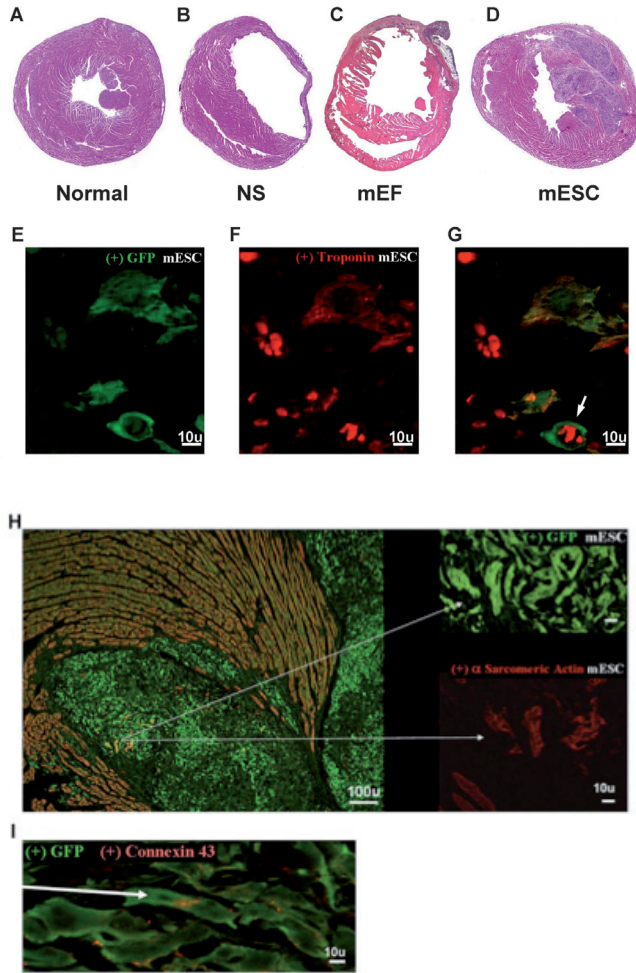 A B C D
Normal NS mEF mESC
E F G
(+) GFP mESC (+) Troponin mESC
10u 10u 10u
H
(+) GFP mESC
(+) α Sarcomeric Actin mESC
100u 10u
I
(+) GFP (+) Connexin 43
10u